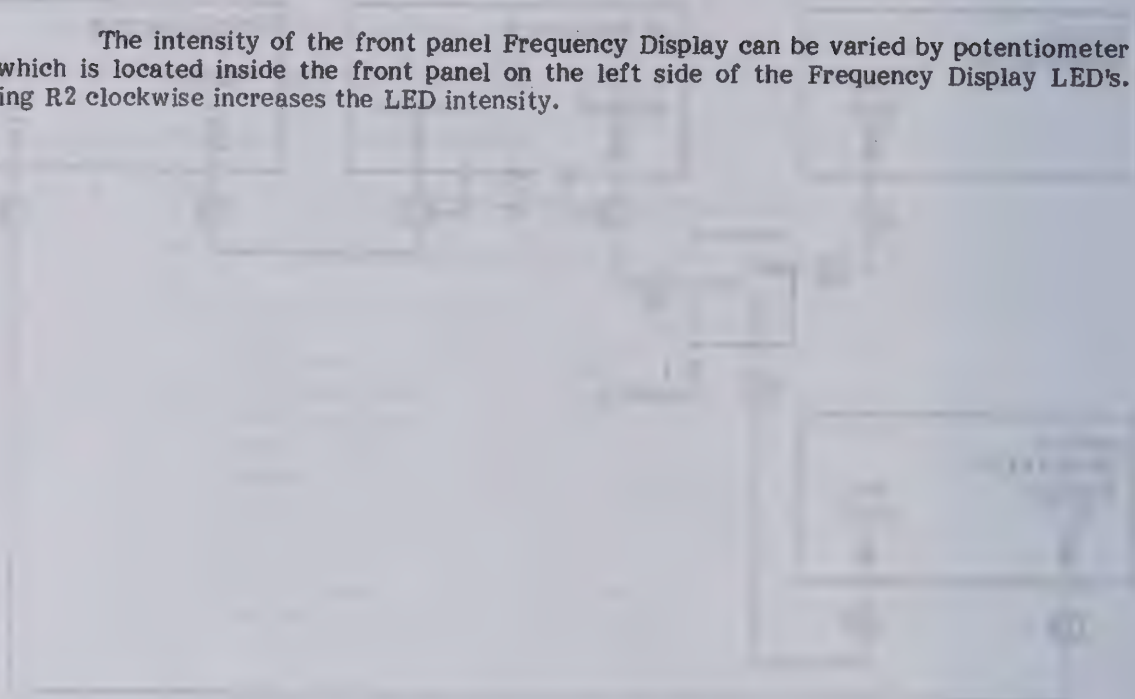 The intensity of the front panel Frequency Display can be varied by potentiometer
which is located inside the front panel on the left side of the Frequency Display LED's.
ing R2 clockwise increases the LED intensity.